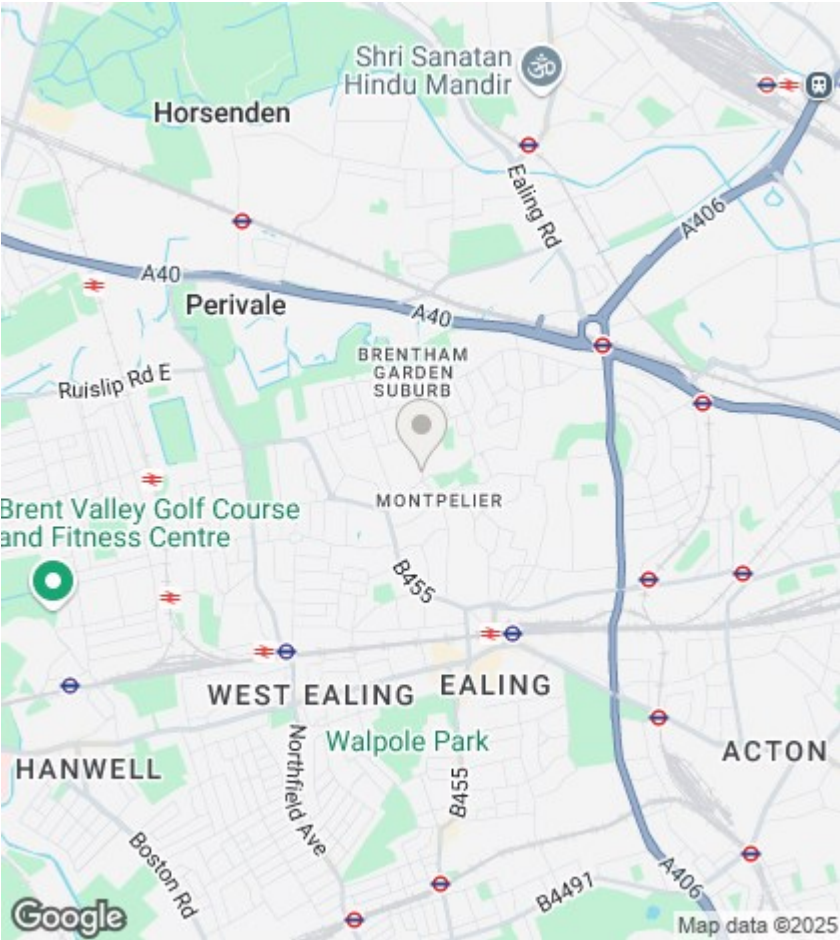 Shri Sanatan
Hindu Mandir
Horsenden
Ealing Rd
A406
A40
Perivale
A40
BRENTHAM
GARDEN
SUBURB
Ruislip Rd E
MONTPELIER
Brent Valley Golf Course
and Fitness Centre
B455
WEST EALING
EALING
Walpole Park
Northfield Ave
ACTON
HANWELL
B455
Boston Rd
A406
B4491
Google
Map data ©2025